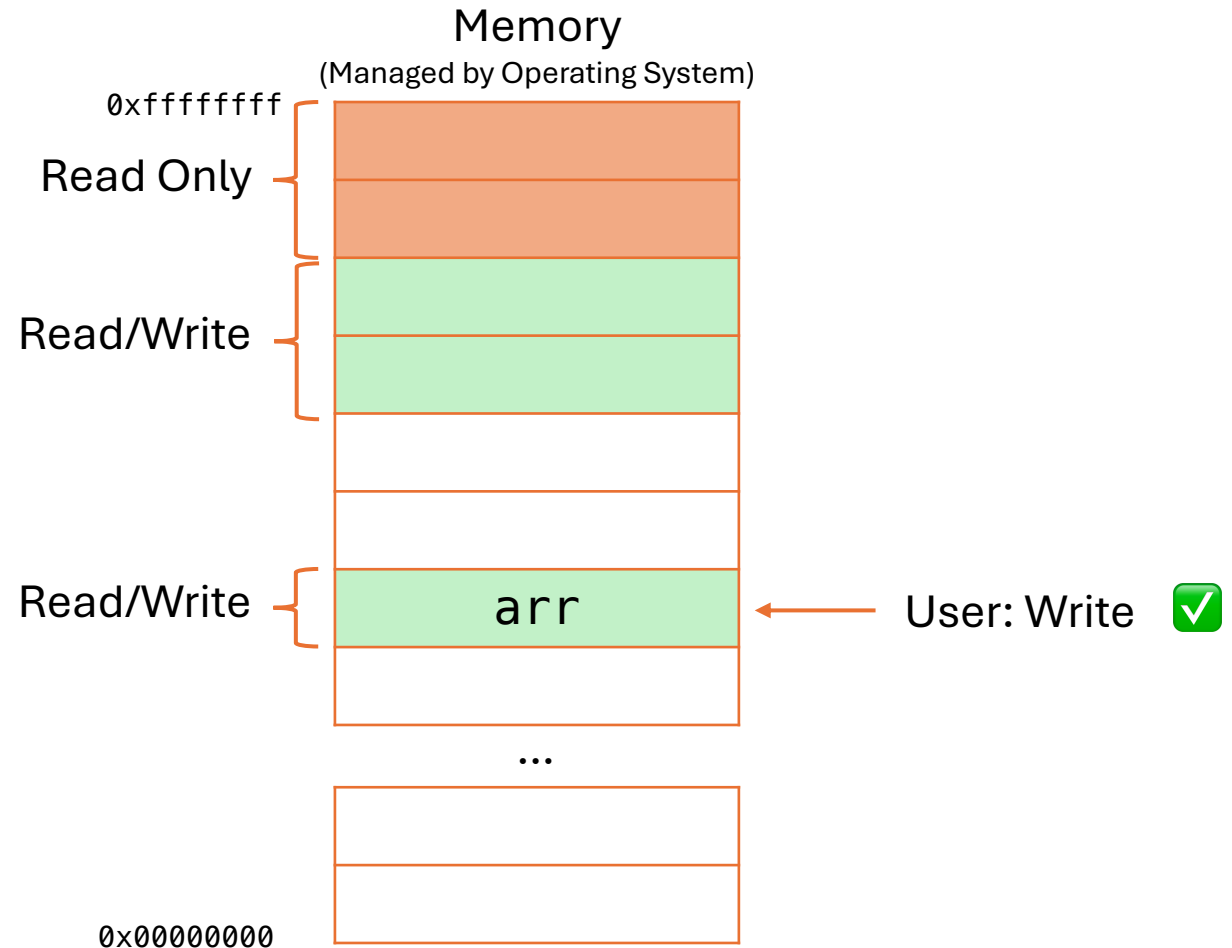 Memory
(Managed by Operating System)
0xffffffff
Read Only
Read/Write
Read/Write
arr
User: Write ✅
...
0x00000000